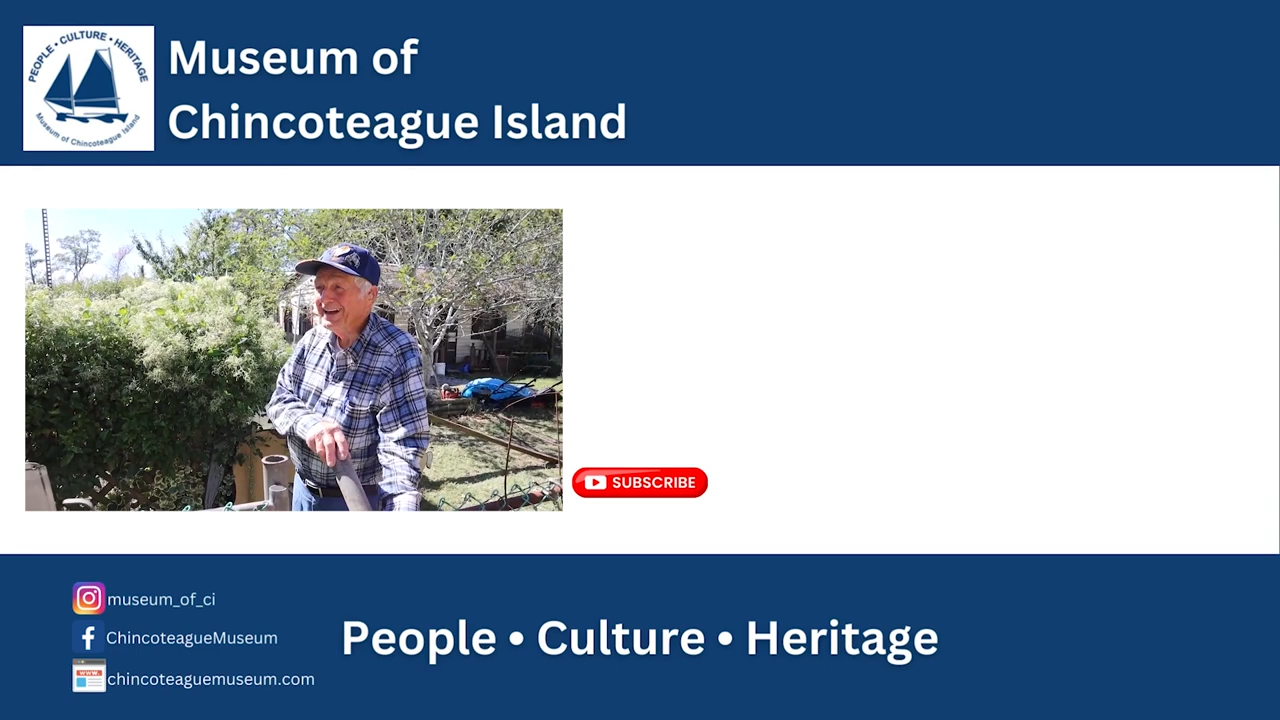 PEOPLE • CULTURE • HERITAGE
Museum of Chincoteague Island
Museum of
Chincoteague Island
SUBSCRIBE
museum_of_ci
ChincoteagueMuseum
www.
chincoteaguemuseum.com
People • Culture • Heritage